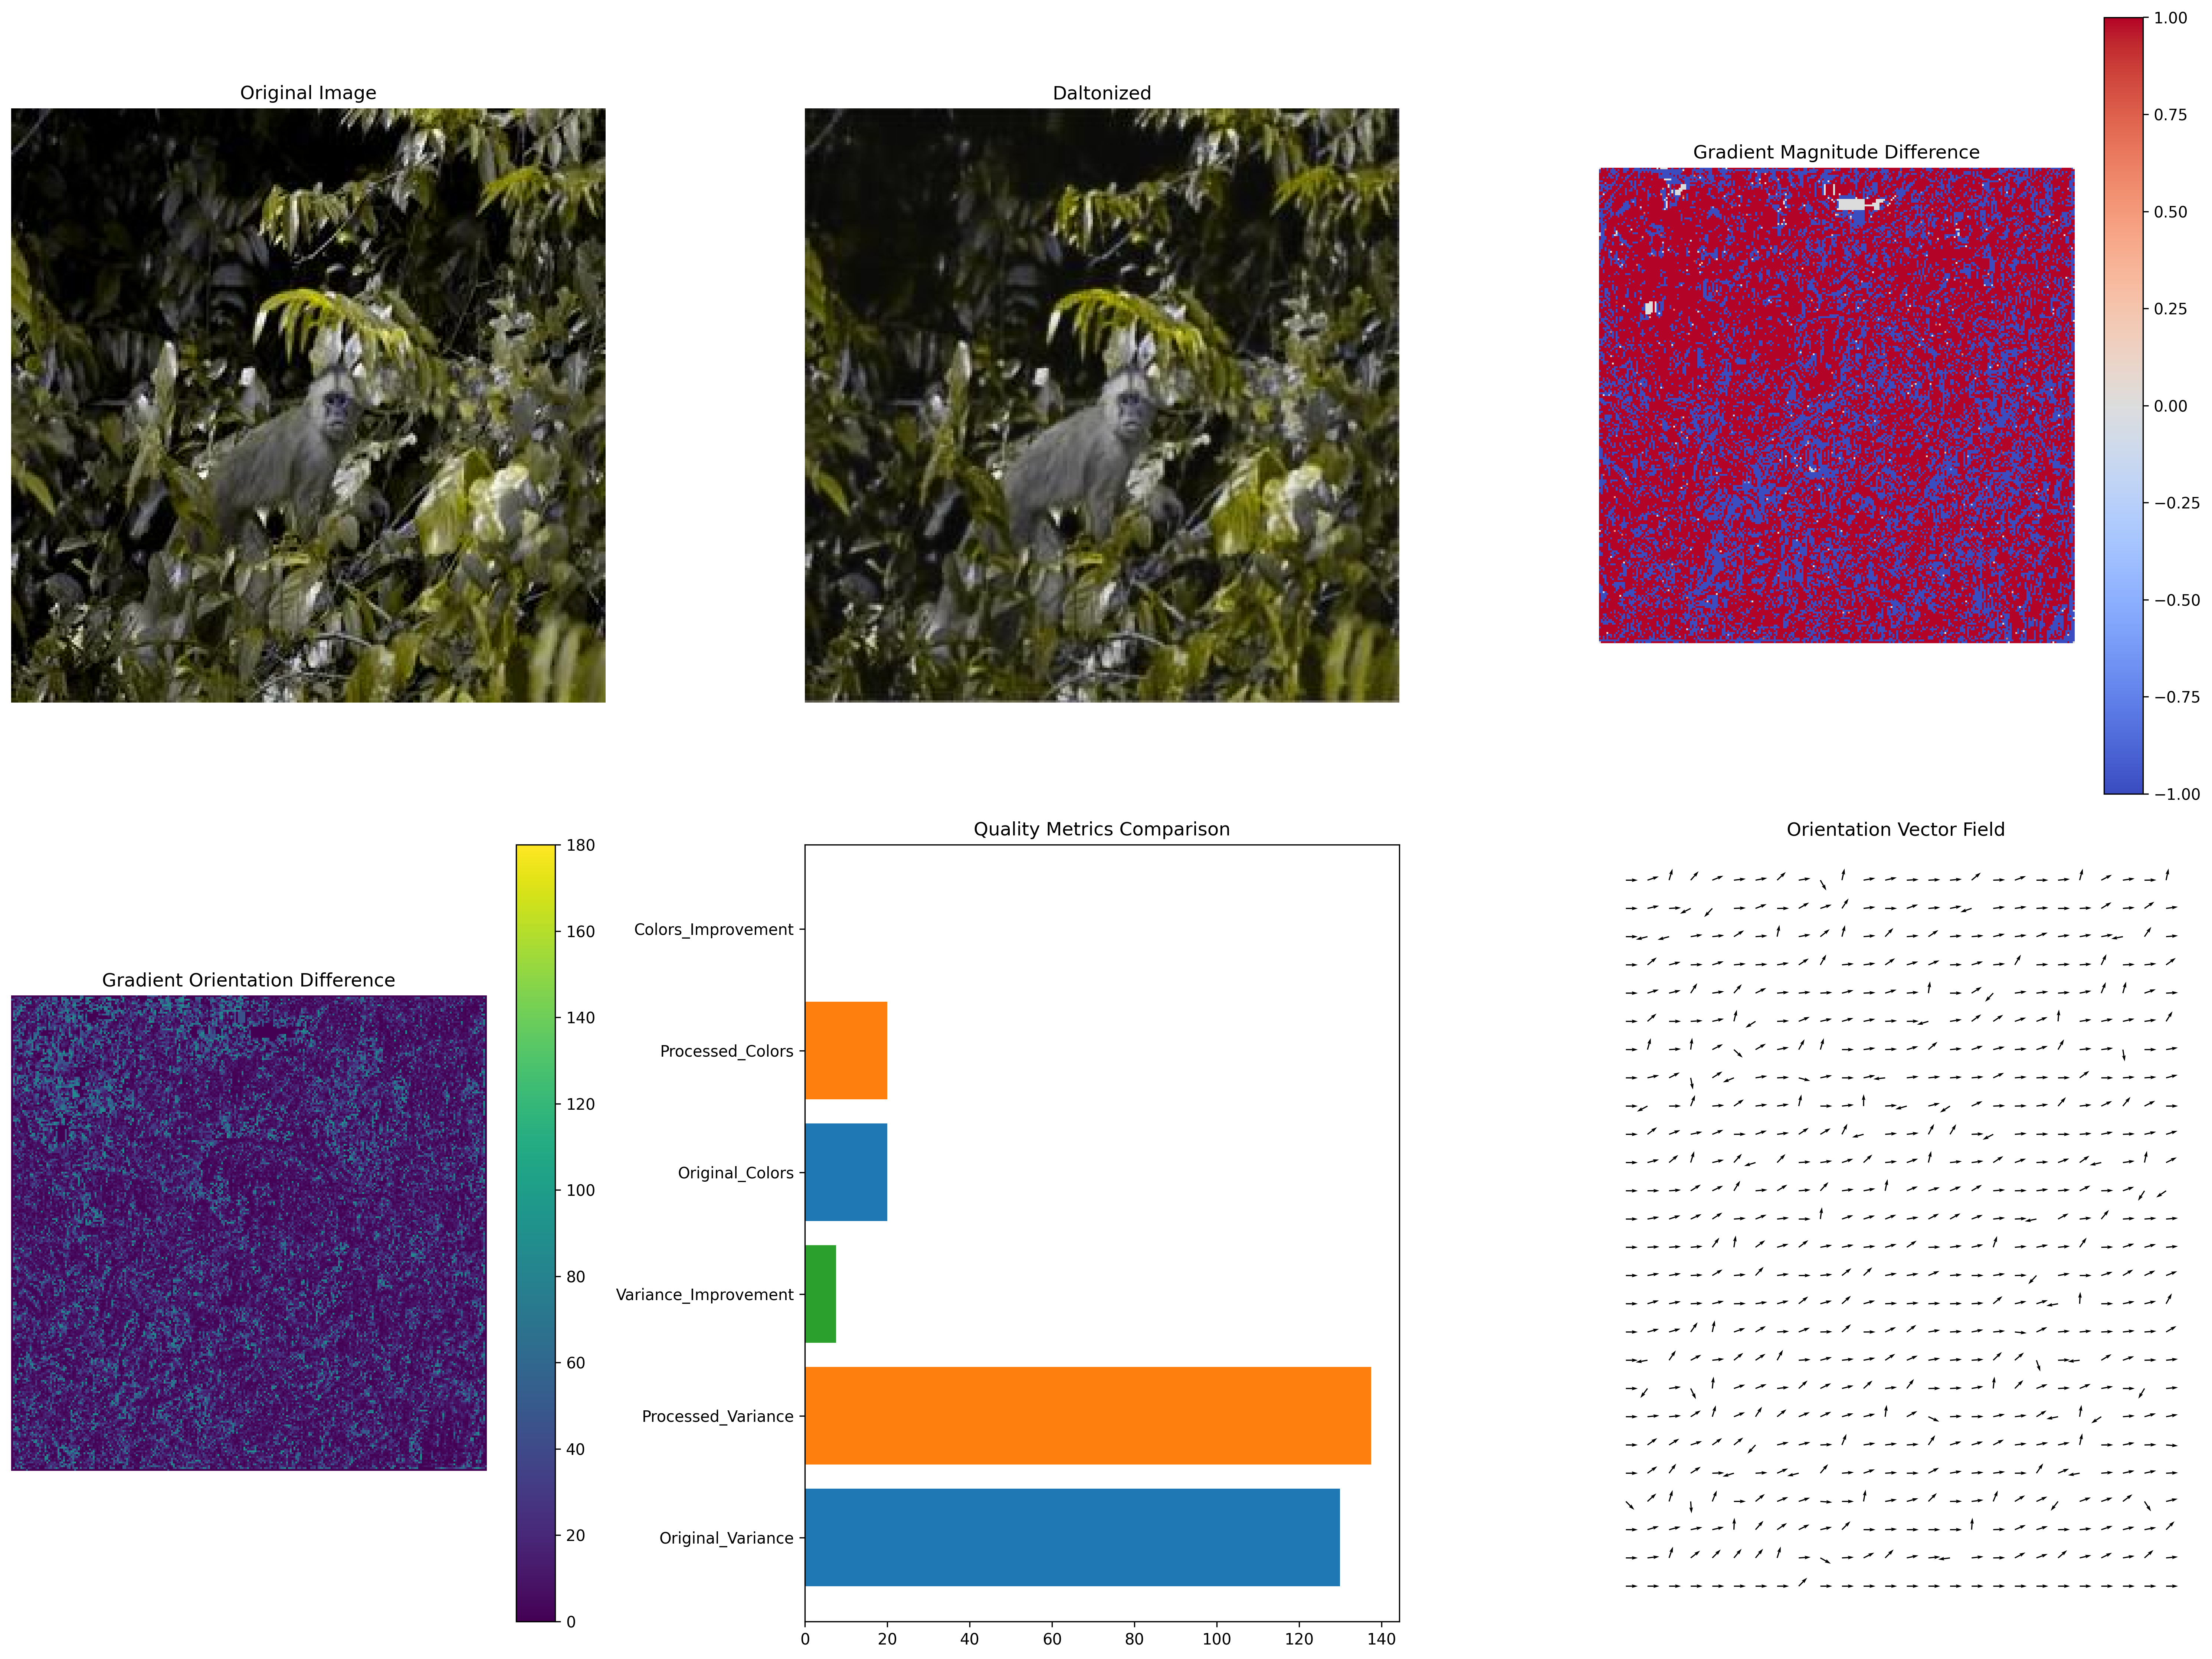 Original Image
Daltonized
Gradient Magnitude Difference
1.00
0.75
0.50
0.25
0.00
−0.25
−0.50
−0.75
−1.00
Gradient Orientation Difference
180
160
140
120
100
80
60
40
20
0
Quality Metrics Comparison
Colors_Improvement
Processed_Colors
Original_Colors
Variance_Improvement
Processed_Variance
Original_Variance
0 20 40 60 80 100 120 140
Orientation Vector Field